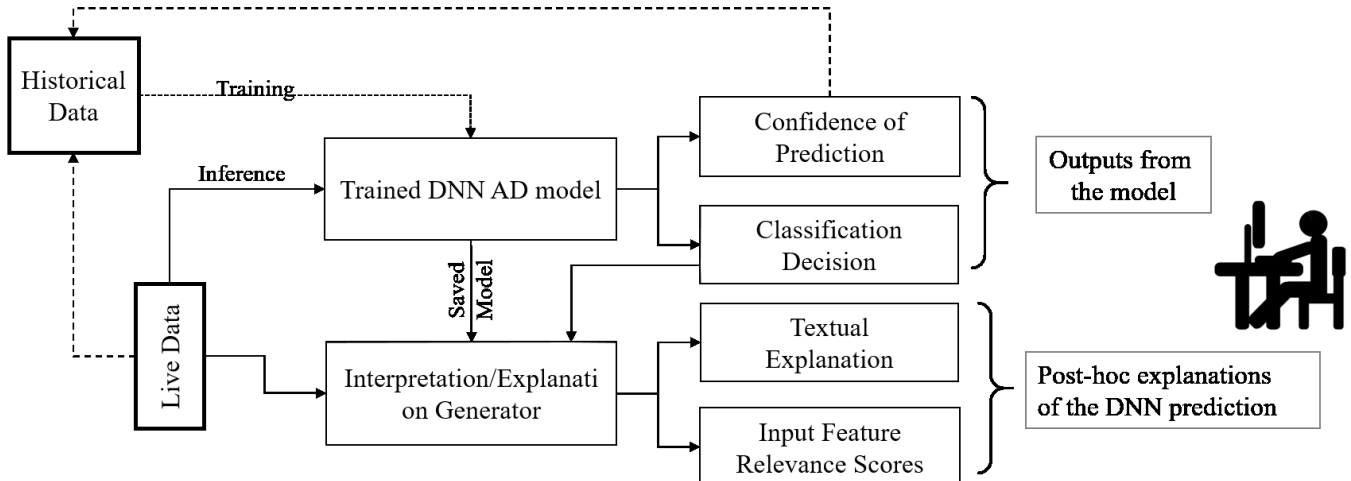 Historical
Data
Training
Confidence of
Prediction
Outputs from
the model
Inference
Trained DNN AD model
Classification
Decision
Saved
Model
Live Data
Textual
Explanation
Interpretation/Explanati
on Generator
Post-hoc explanations
of the DNN prediction
Input Feature
Relevance Scores